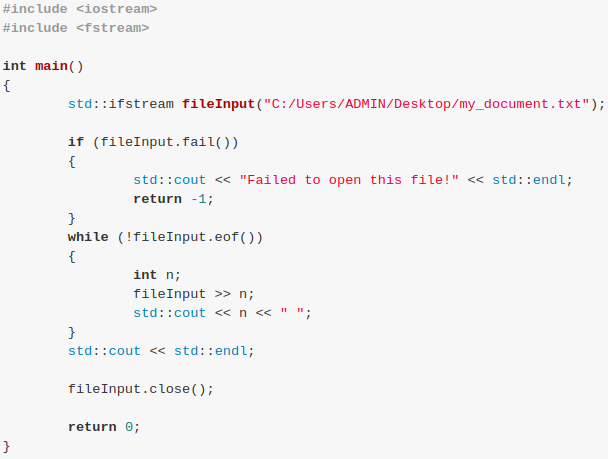 #include <iostream>
#include <fstream>

int main()
{
        std::ifstream fileInput("C:/Users/ADMIN/Desktop/my_document.txt");

        if (fileInput.fail())
        {
                std::cout << "Failed to open this file!" << std::endl;
                return -1;
        }
        while (!fileInput.eof())
        {
                int n;
                fileInput >> n;
                std::cout << n << " ";
        }
        std::cout << std::endl;

        fileInput.close();

        return 0;
}